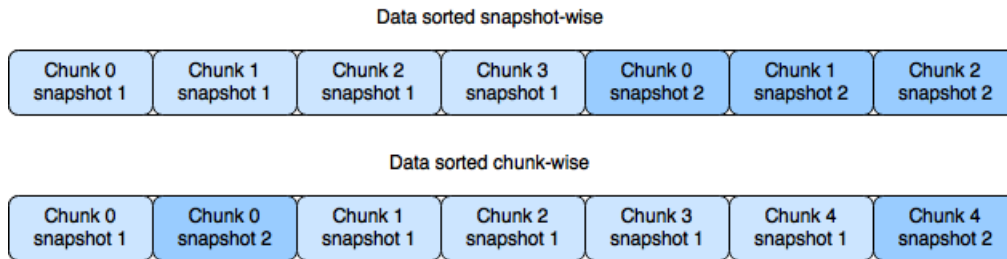 Data sorted snapshot-wise
Chunk 0 Chunk 1 Chunk 2 Chunk 3 Chunk 0 Chunk 1 Chunk 2
snapshot 1 snapshot 1 snapshot 1 snapshot 1 snapshot 2 snapshot 2 snapshot 2
Data sorted chunk-wise
Chunk 0 Chunk 0 Chunk 1 Chunk 2 Chunk 3 Chunk 4 Chunk 4
snapshot 1 snapshot 2 snapshot 1 snapshot 1 snapshot 1 snapshot 1 snapshot 2